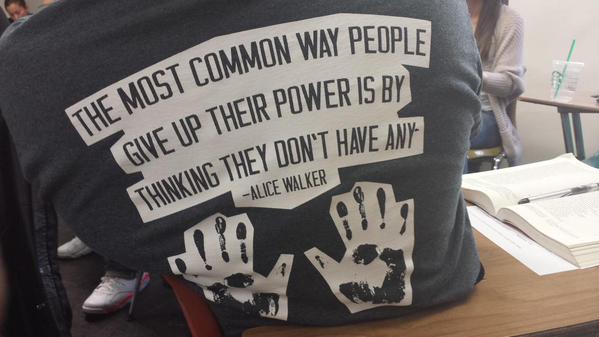 THE MOST COMMON WAY PEOPLE
GIVE UP THEIR POWER IS BY
THINKING THEY DON'T HAVE ANY-
-ALICE WALKER